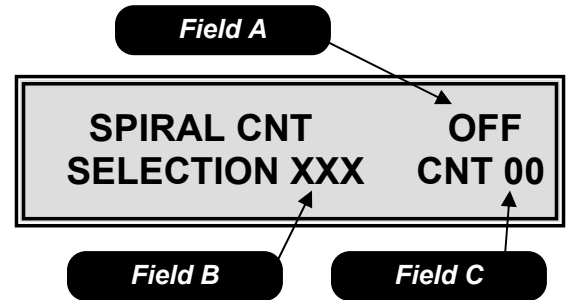 Field A
SPIRAL CNT OFF
SELECTION XXX CNT 00
Field B Field C